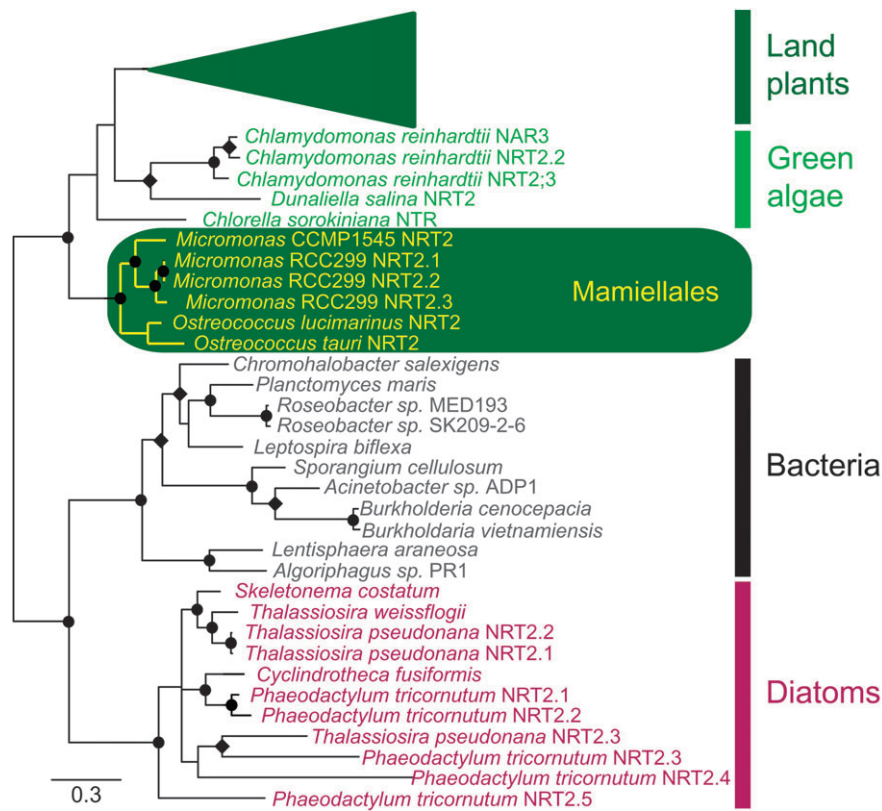 Land
plants
Chlamydomonas reinhardtii NAR3
Chlamydomonas reinhardtii NRT2.2
Chlamydomonas reinhardtii NRT2;3
Dunaliella salina NRT2
Chlorella sorokiniana NTR
Green
algae
Micromonas CCMP1545 NRT2
Micromonas RCC299 NRT2.1
Micromonas RCC299 NRT2.2
Micromonas RCC299 NRT2.3
Ostreococcus lucimarinus NRT2
Ostreococcus tauri NRT2
Mamiellales
Chromohalobacter salexigens
Planctomyces maris
Roseobacter sp. MED193
Roseobacter sp. SK209-2-6
Leptospira biflexa
Sporangium cellulosum
Acinetobacter sp. ADP1
Burkholderia cenocepacia
Burkholdaria vietnamiensis
Lentisphaera araneosa
Algoriphagus sp. PR1
Bacteria
Skeletonema costatum
Thalassiosira weissflogii
Thalassiosira pseudonana NRT2.2
Thalassiosira pseudonana NRT2.1
Cyclindrotheca fusiformis
Phaeodactylum tricornutum NRT2.1
Phaeodactylum tricornutum NRT2.2
Thalassiosira pseudonana NRT2.3
Phaeodactylum tricornutum NRT2.3
Phaeodactylum tricornutum NRT2.4
Phaeodactylum tricornutum NRT2.5
Diatoms
0.3